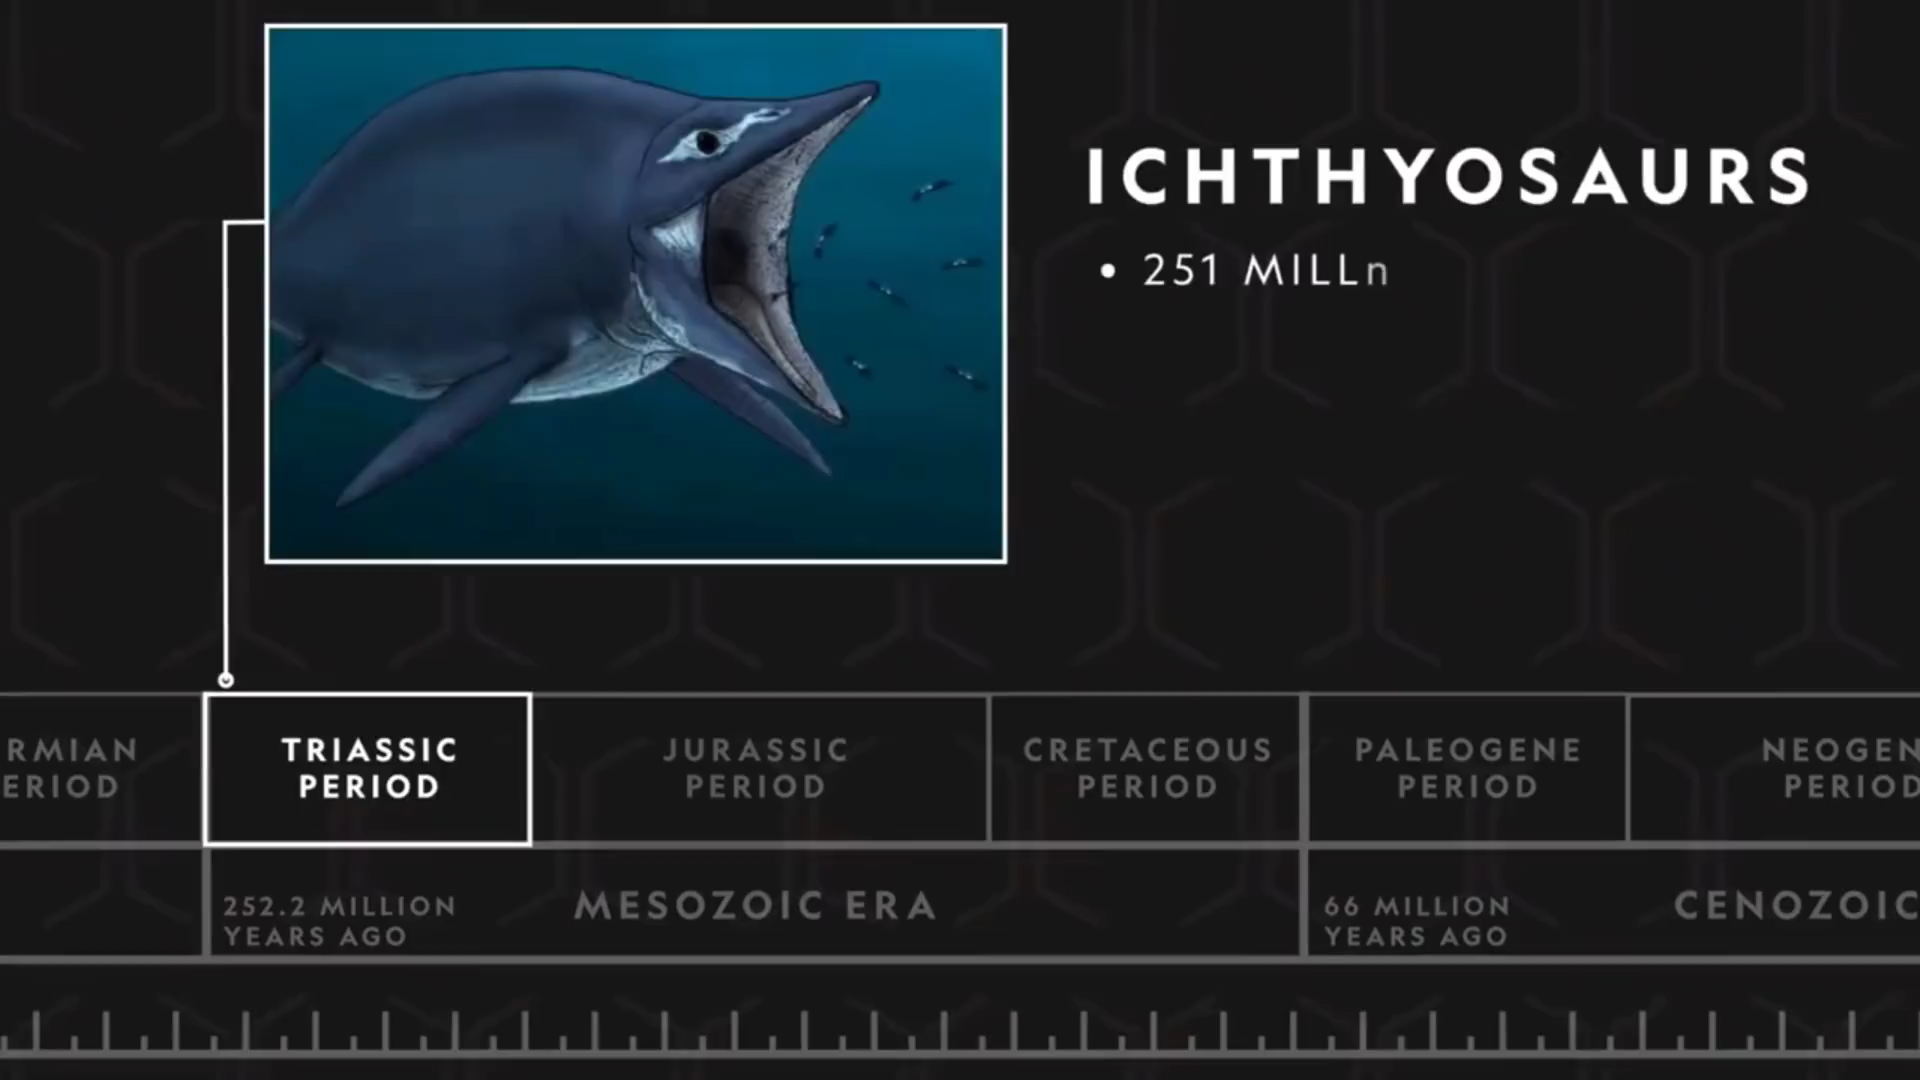 ICHTHYOSAURS
• 251 MILLn
RMIAN
ERIOD
TRIASSIC
PERIOD
JURASSIC
PERIOD
CRETACEOUS
PERIOD
PALEOGENE
PERIOD
NEOGEN
PERIOD
252.2 MILLION
YEARS AGO
MESOZOIC ERA
66 MILLION
YEARS AGO
CENOZOIC